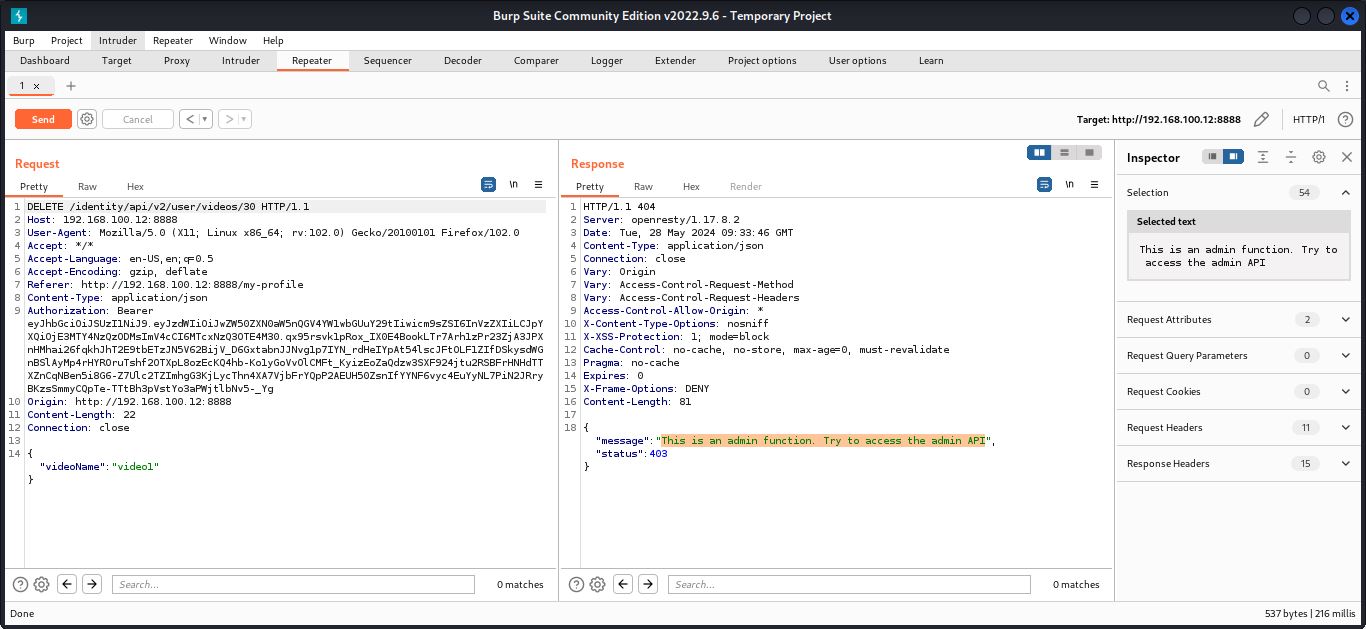 Burp Suite Community Edition v2022.9.6 - Temporary Project
Burp Project Intruder Repeater Window Help
Dashboard Target Proxy Intruder Repeater Sequencer Decoder Comparer Logger Extender Project options User options Learn
1 × +
Send Cancel < > Target: http://192.168.100.12:8888 HTTP/1 ?
Request
Pretty Raw Hex \n
1 DELETE /identity/api/v2/user/videos/30 HTTP/1.1
2 Host: 192.168.100.12:8888
3 User-Agent: Mozilla/5.0 (X11; Linux x86_64; rv:102.0) Gecko/20100101 Firefox/102.0
4 Accept: */*
5 Accept-Language: en-US,en;q=0.5
6 Accept-Encoding: gzip, deflate
7 Referer: http://192.168.100.12:8888/my-profile
8 Content-Type: application/json
9 Authorization: Bearer
10 Origin: http://192.168.100.12:8888
11 Content-Length: 22
12 Connection: close
13
14 {
"videoName":"video1"
}
? Search... 0 matches
Response
Pretty Raw Hex Render \n
1 HTTP/1.1 404
2 Server: openresty/1.17.8.2
3 Date: Tue, 28 May 2024 09:33:46 GMT
4 Content-Type: application/json
5 Connection: close
6 Vary: Origin
7 Vary: Access-Control-Request-Method
8 Vary: Access-Control-Request-Headers
9 Access-Control-Allow-Origin: *
10 X-Content-Type-Options: nosniff
11 X-XSS-Protection: 1; mode=block
12 Cache-Control: no-cache, no-store, max-age=0, must-revalidate
13 Pragma: no-cache
14 Expires: 0
15 X-Frame-Options: DENY
16 Content-Length: 81
17
18 {
"message":"This is an admin function. Try to access the admin API",
"status":403
}
? Search... 0 matches
Inspector
Selection 54
Selected text
This is an admin function. Try to
access the admin API
Request Attributes 2
Request Query Parameters 0
Request Cookies 0
Request Headers 11
Response Headers 15
Done 537 bytes | 216 millis